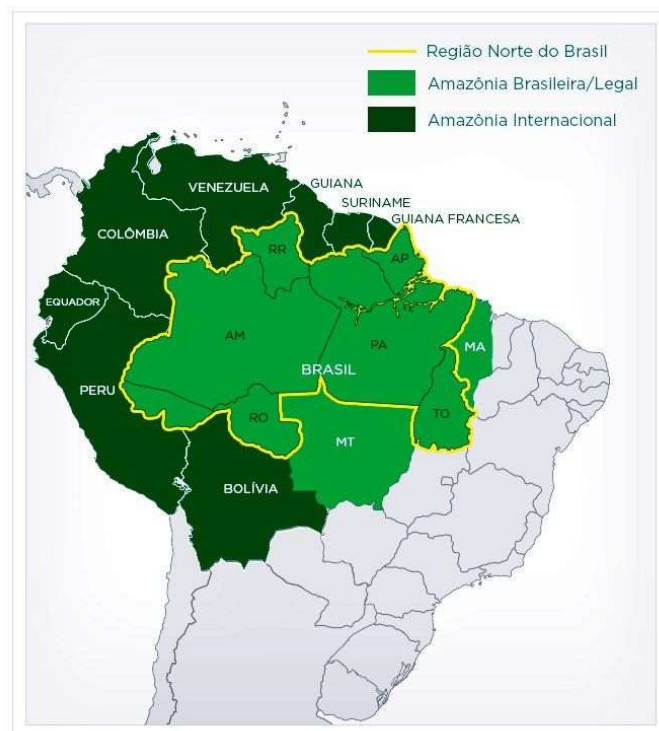 Região Norte do Brasil
Amazônia Brasileira/Legal
Amazônia Internacional
VENEZUELA
GUIANA
SURINAME
GUIANA FRANCESA
COLÔMBIA
RR
AP
EQUADOR
AM
PA
MA
BRASIL
PERU
RO
TO
MT
BOLÍVIA